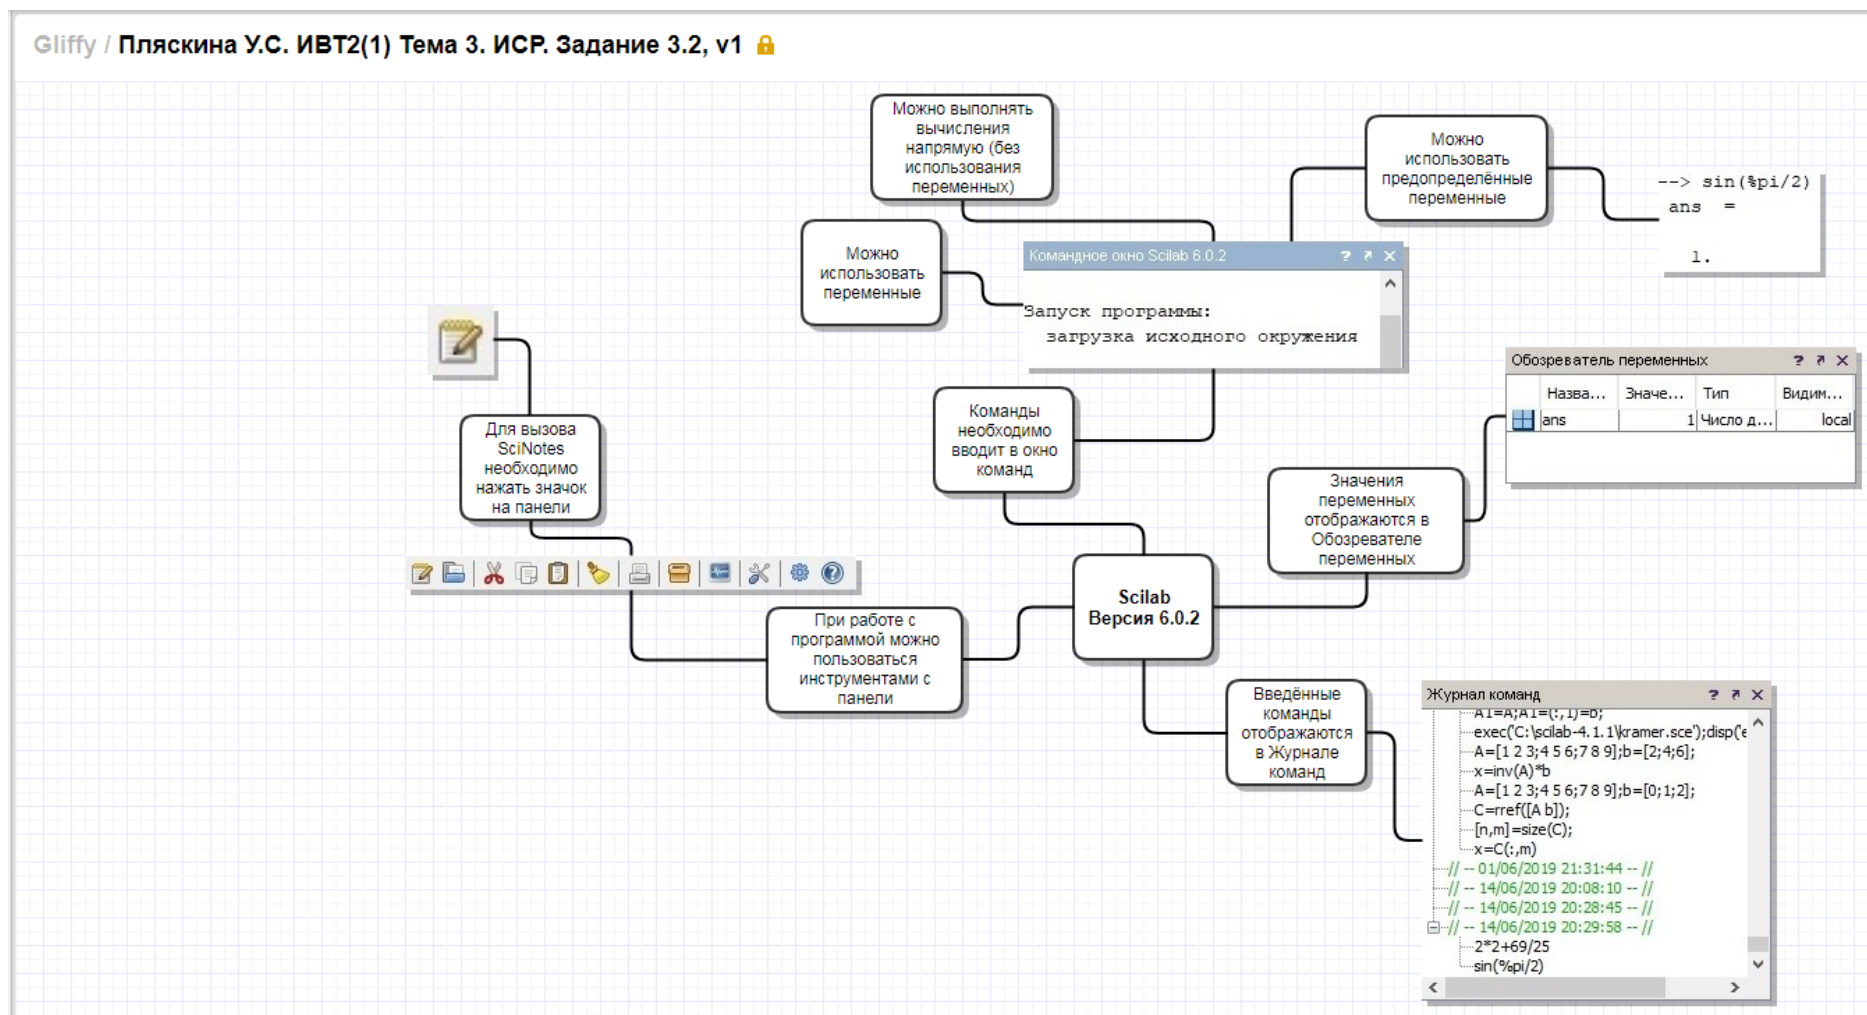 Gliffy / Пляскина У.С. ИВТ2(1) Тема 3. ИСР. Задание 3.2, v1
Можно выполнять
вычисления
напрямую (без
использования
переменных)
Можно
использовать
предопределённые
переменные
--> sin(%pi/2)
ans =
1.
Можно
использовать
переменные
Командное окно Scilab 6.0.2
Запуск программы:
загрузка исходного окружения
Обозреватель переменных
Назва... Значе... Тип Видим...
ans 1 Число д... local
Команды
необходимо
вводит в окно
команд
Для вызова
SciNotes
необходимо
нажать значок
на панели
Значения
переменных
отображаются в
Обозревателе
переменных
Scilab
Версия 6.0.2
При работе с
программой можно
пользоваться
инструментами с
панели
Введённые
команды
отображаются
в Журнале
команд
Журнал команд
A1=A;A1=(:,1)=b;
exec('C:\scilab-4.1.1\kramer.sce');disp('e
A=[1 2 3;4 5 6;7 8 9];b=[2;4;6];
x=inv(A)*b
A=[1 2 3;4 5 6;7 8 9];b=[0;1;2];
C=rref([A b]);
[n,m]=size(C);
x=C(:,m)
// -- 01/06/2019 21:31:44 -- //
// -- 14/06/2019 20:08:10 -- //
// -- 14/06/2019 20:28:45 -- //
// -- 14/06/2019 20:29:58 -- //
2*2+69/25
sin(%pi/2)